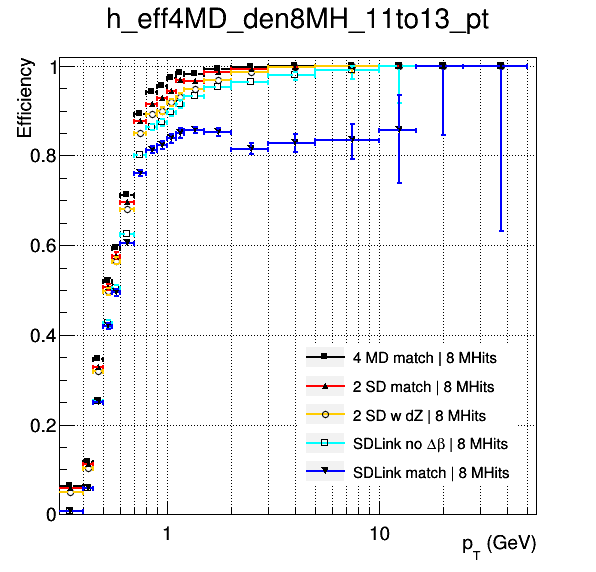 h_eff4MD_den8MH_11to13_pt
Efficiency
1
0.8
0.6
0.4
0.2
0
4 MD match | 8 MHits
2 SD match | 8 MHits
2 SD w dZ | 8 MHits
SDLink no Δβ | 8 MHits
SDLink match | 8 MHits
1 10
p_T (GeV)